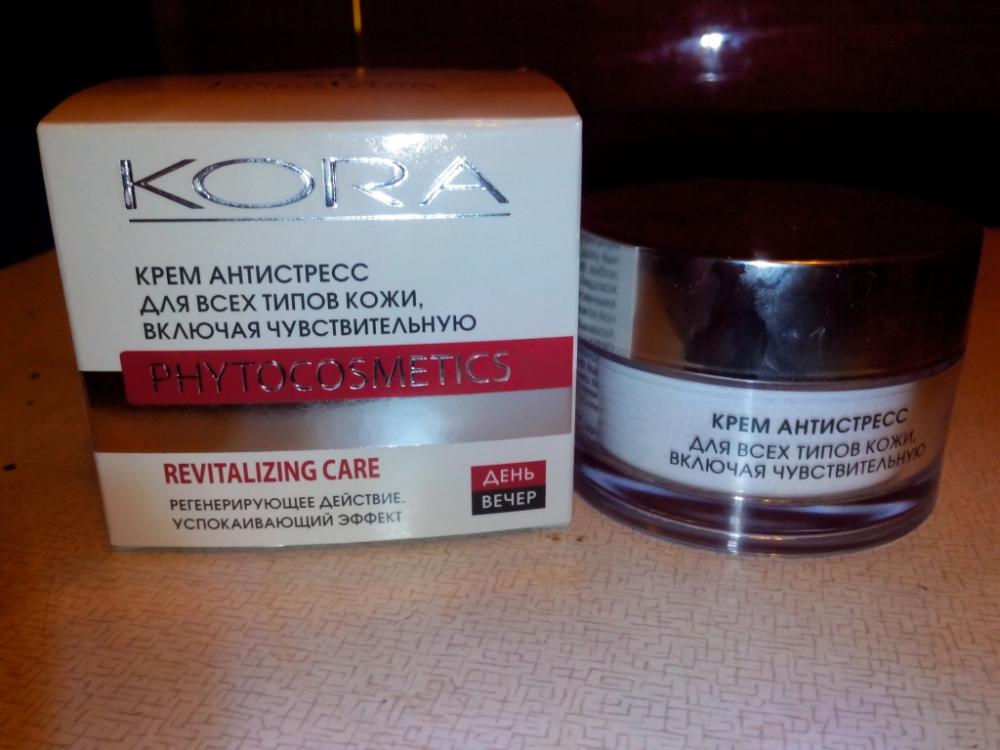 KORA
КРЕМ АНТИСТРЕСС
ДЛЯ ВСЕХ ТИПОВ КОЖИ,
ВКЛЮЧАЯ ЧУВСТВИТЕЛЬНУЮ
PHYTOCOSMETICS
REVITALIZING CARE
РЕГЕНЕРИРУЮЩЕЕ ДЕЙСТВИЕ.
УСПОКАИВАЮЩИЙ ЭФФЕКТ
ДЕНЬ
ВЕЧЕР
КРЕМ АНТИСТРЕСС
ДЛЯ ВСЕХ ТИПОВ КОЖИ,
ВКЛЮЧАЯ ЧУВСТВИТЕЛЬНУЮ